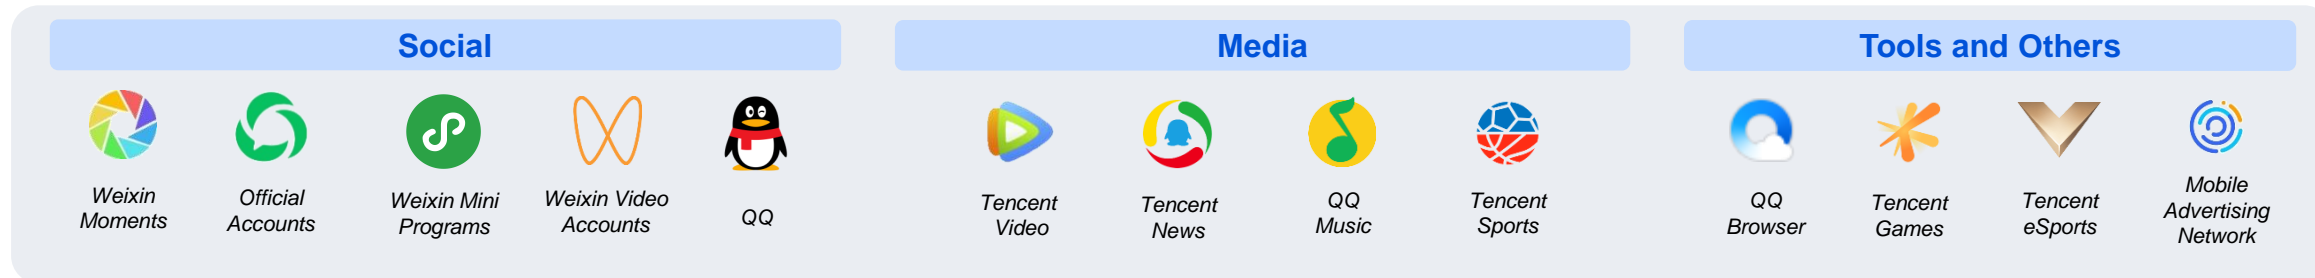 Social
Weixin
Moments
Official
Accounts
Weixin Mini
Programs
Weixin Video
Accounts
QQ
Media
Tencent
Video
Tencent
News
QQ
Music
Tencent
Sports
Tools and Others
QQ
Browser
Tencent
Games
Tencent
eSports
Mobile
Advertising
Network